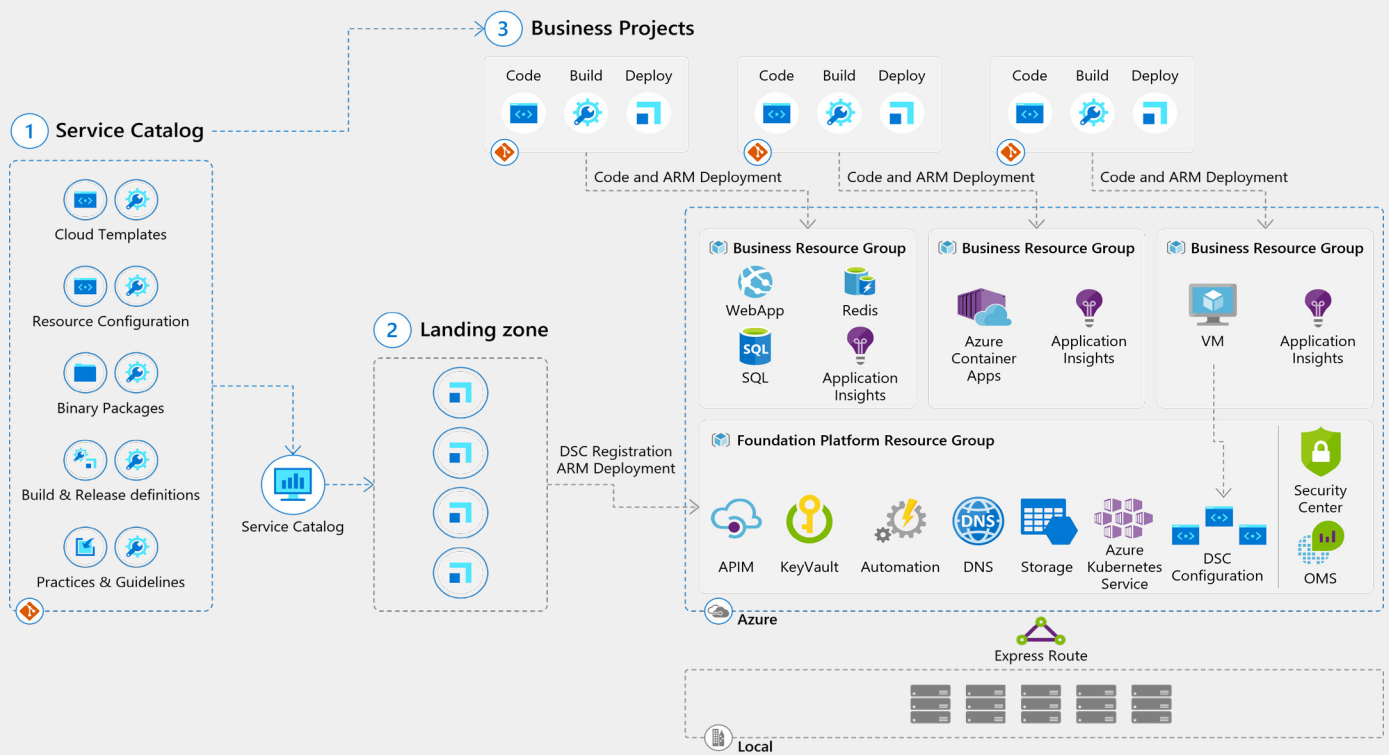 3 Business Projects
Code Build Deploy
Code Build Deploy
Code Build Deploy
Code and ARM Deployment
Code and ARM Deployment
Code and ARM Deployment
1 Service Catalog
Cloud Templates
Resource Configuration
Binary Packages
Build & Release definitions
Practices & Guidelines
Service Catalog
2 Landing zone
DSC Registration
ARM Deployment
Business Resource Group
WebApp
Redis
SQL
SQL
Application
Insights
Business Resource Group
Azure
Container
Apps
Application
Insights
Business Resource Group
VM
Application
Insights
Foundation Platform Resource Group
APIM
KeyVault
Automation
DNS
DNS
Storage
Azure
Kubernetes
Service
DSC
Configuration
Security
Center
OMS
Azure
Express Route
Local